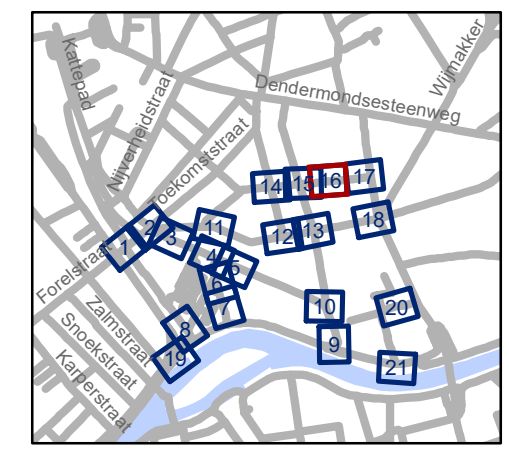 Kattepad
Wijmakker
Nijverheidstraat
Dendermondsesteenweg
Toekomststraat
14
15
16
17
18
11
2
3
1
12
13
4
5
6
Forelstraat
7
10
20
Zalmstraat
8
9
Snoekstraat
19
21
Karperstraat